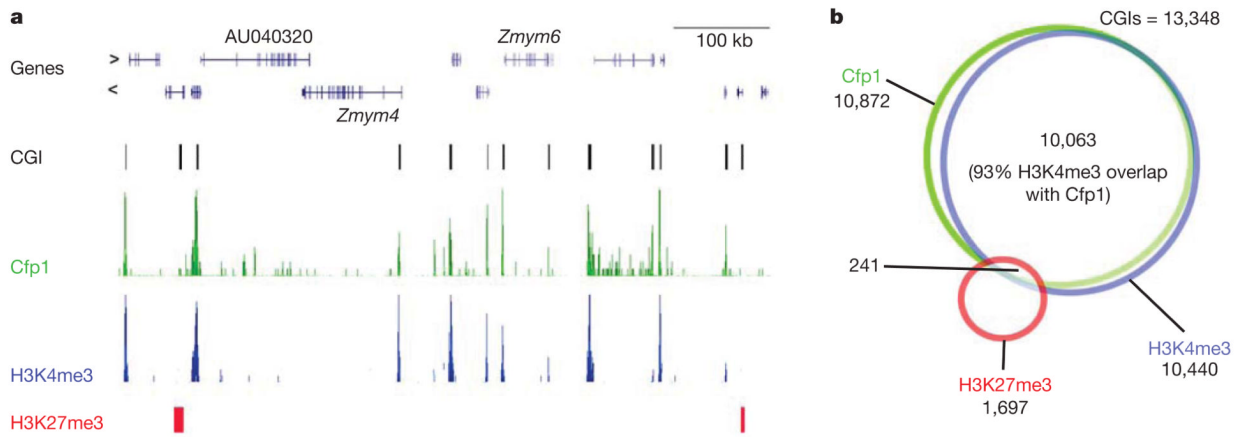 a
Genes
>
<
AU040320
Zmym6
100 kb
Zmym4
CGI
Cfp1
H3K4me3
H3K27me3
b
CGIs = 13,348
Cfp1
10,872
10,063
(93% H3K4me3 overlap
with Cfp1)
241
H3K4me3
10,440
H3K27me3
1,697